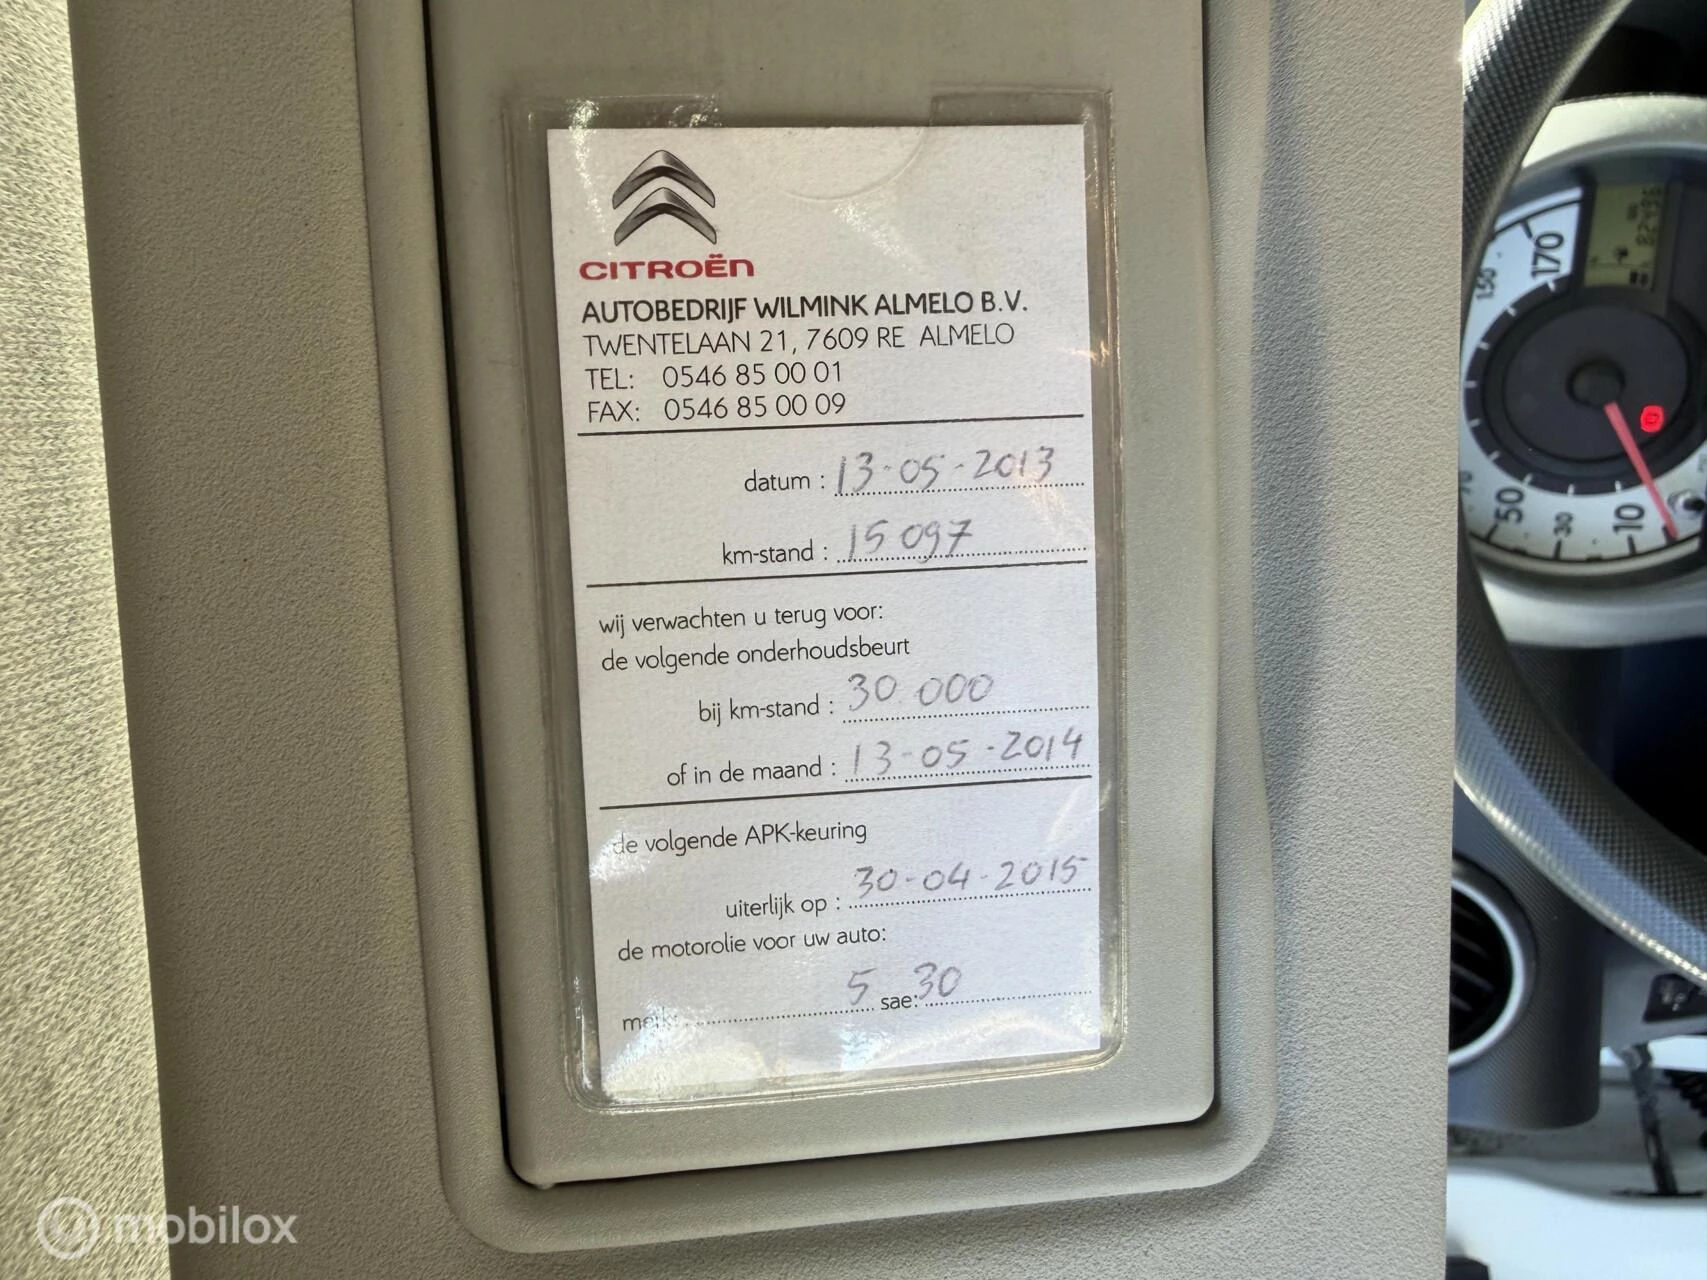 CITROËN
AUTOBEDRIJF WILMINK ALMELO B.V.
TWENTELAAN 21, 7609 RE ALMELO
TEL: 0546 85 00 01
FAX: 0546 85 00 09
datum : 13-05-2013
km-stand : 15 097
wij verwachten u terug voor:
de volgende onderhoudsbeurt
bij km-stand : 30.000
of in de maand : 13-05-2014
de volgende APK-keuring
uiterlijk op : 30-04-2015
de motorolie voor uw auto:
merk: 5 sae: 30
170
150
50
30
10
mobilox